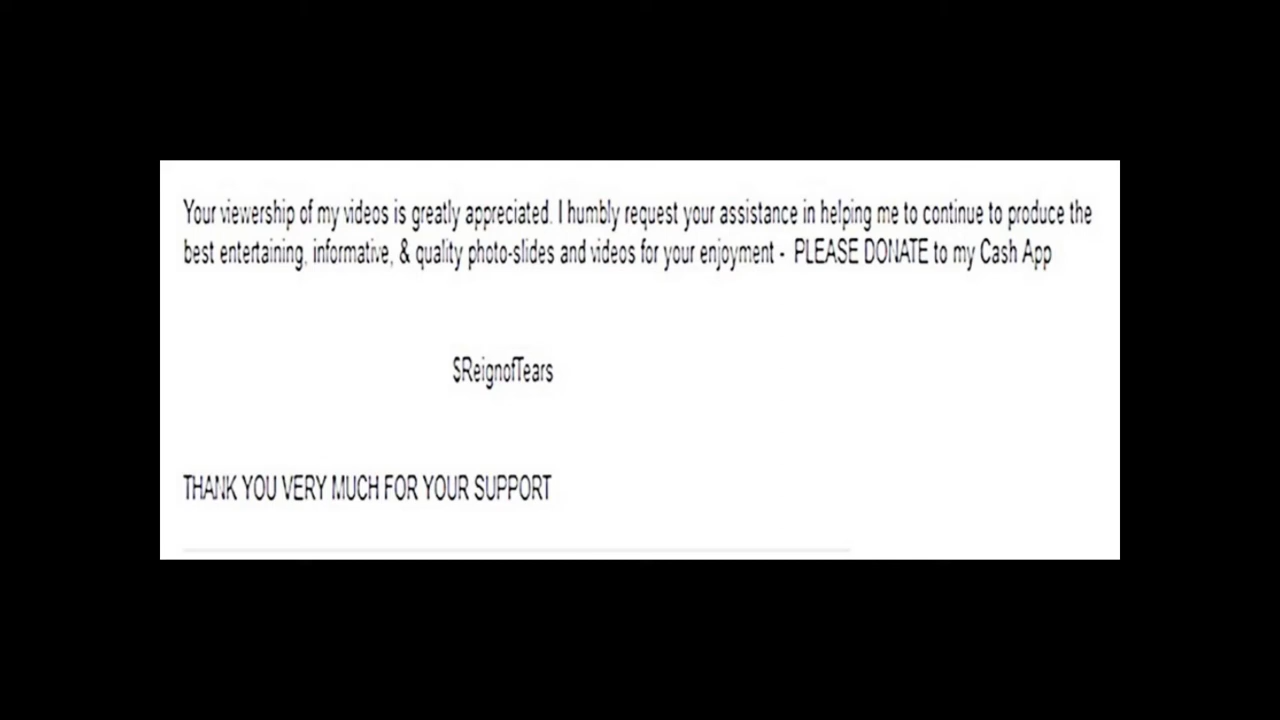 Your viewership of my videos is greatly appreciated. I humbly request your assistance in helping me to continue to produce the
best entertaining, informative, & quality photo-slides and videos for your enjoyment - PLEASE DONATE to my Cash App
$ReignofTears
THANK YOU VERY MUCH FOR YOUR SUPPORT